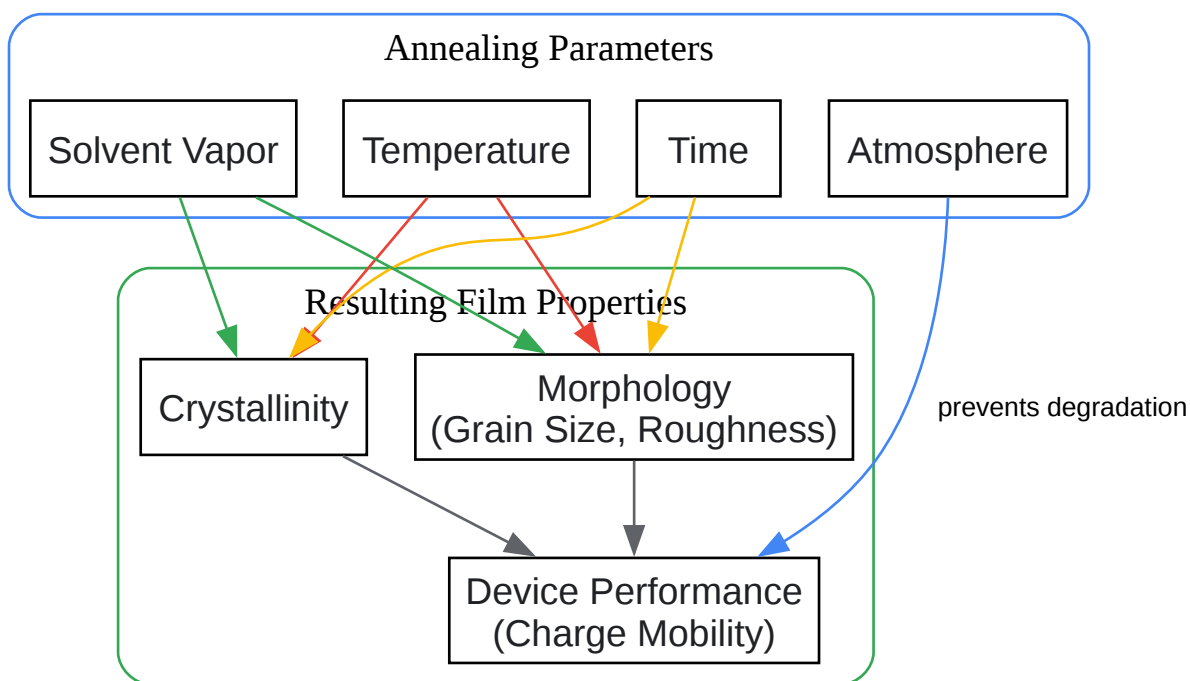 Annealing Parameters
Solvent Vapor
Temperature
Time
Atmosphere
Resulting Film Properties
Crystallinity
Morphology
(Grain Size, Roughness)
prevents degradation
Device Performance
(Charge Mobility)